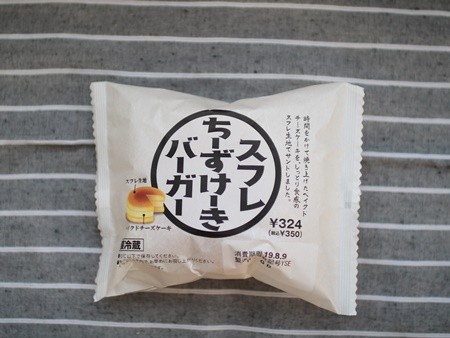 スフレ
ちーずけーき
バーガー
時間をかけて焼き上げたベイクド
チーズケーキを、しっとり食感の
スフレ生地でサンドしました。
スフレ生地
クドチーズケーキ
¥324
(税込¥350)
冷蔵
消費期限19.8.9